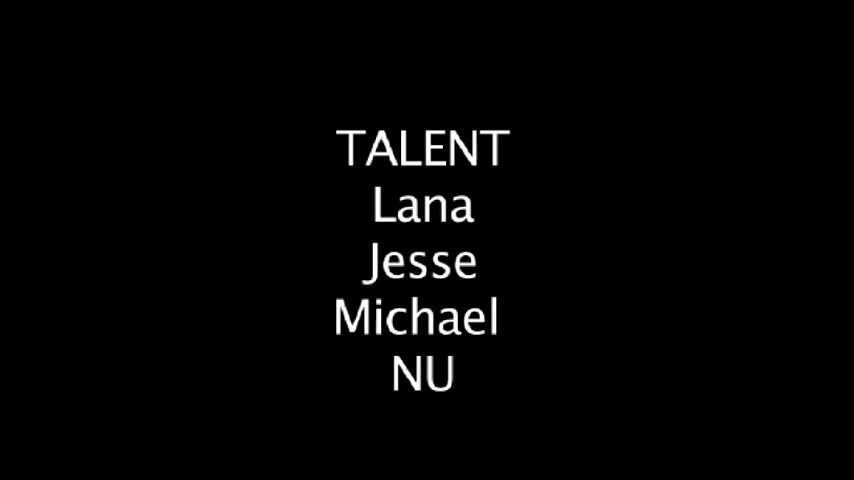 TALENT
Lana
Jesse
Michael
NU